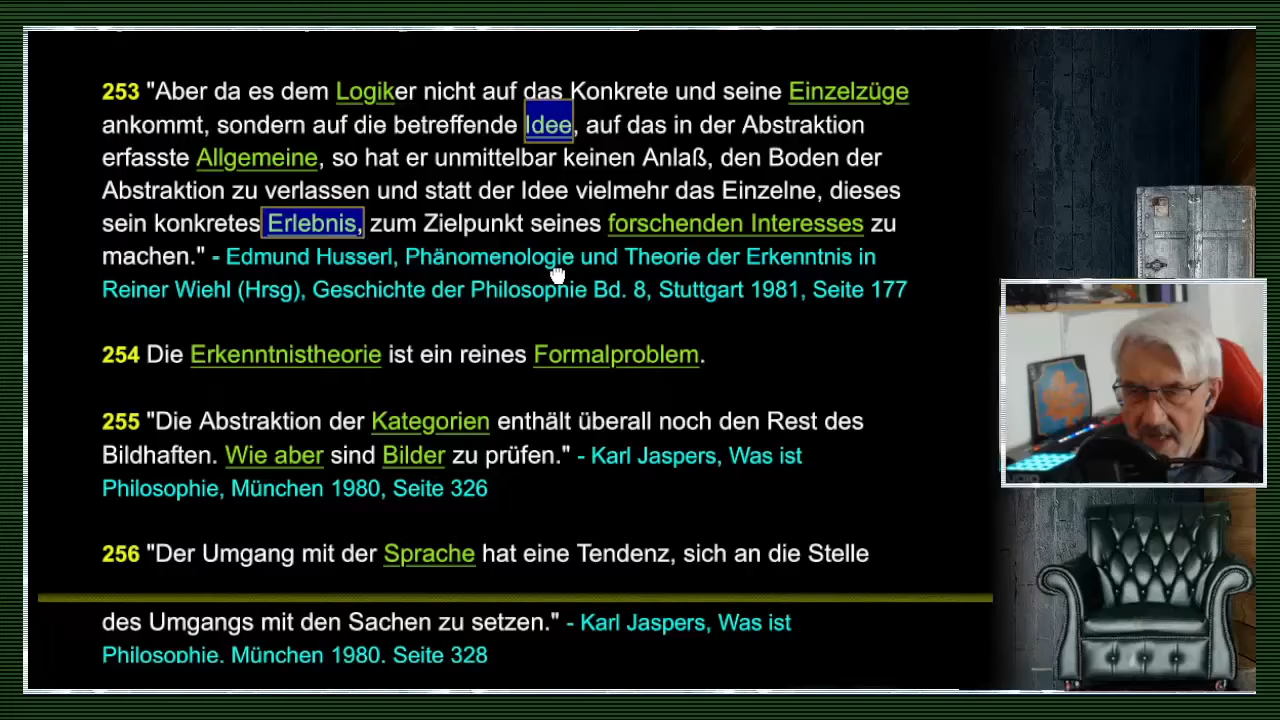 253 "Aber da es dem Logiker nicht auf das Konkrete und seine Einzelzüge
ankommt, sondern auf die betreffende Idee, auf das in der Abstraktion
erfasste Allgemeine, so hat er unmittelbar keinen Anlaß, den Boden der
Abstraktion zu verlassen und statt der Idee vielmehr das Einzelne, dieses
sein konkretes Erlebnis, zum Zielpunkt seines forschenden Interesses zu
machen." - Edmund Husserl, Phänomenologie und Theorie der Erkenntnis in
Reiner Wiehl (Hrsg), Geschichte der Philosophie Bd. 8, Stuttgart 1981, Seite 177
254 Die Erkenntnistheorie ist ein reines Formalproblem.
255 "Die Abstraktion der Kategorien enthält überall noch den Rest des
Bildhaften. Wie aber sind Bilder zu prüfen." - Karl Jaspers, Was ist
Philosophie, München 1980, Seite 326
256 "Der Umgang mit der Sprache hat eine Tendenz, sich an die Stelle
des Umgangs mit den Sachen zu setzen." - Karl Jaspers, Was ist
Philosophie, München 1980, Seite 328